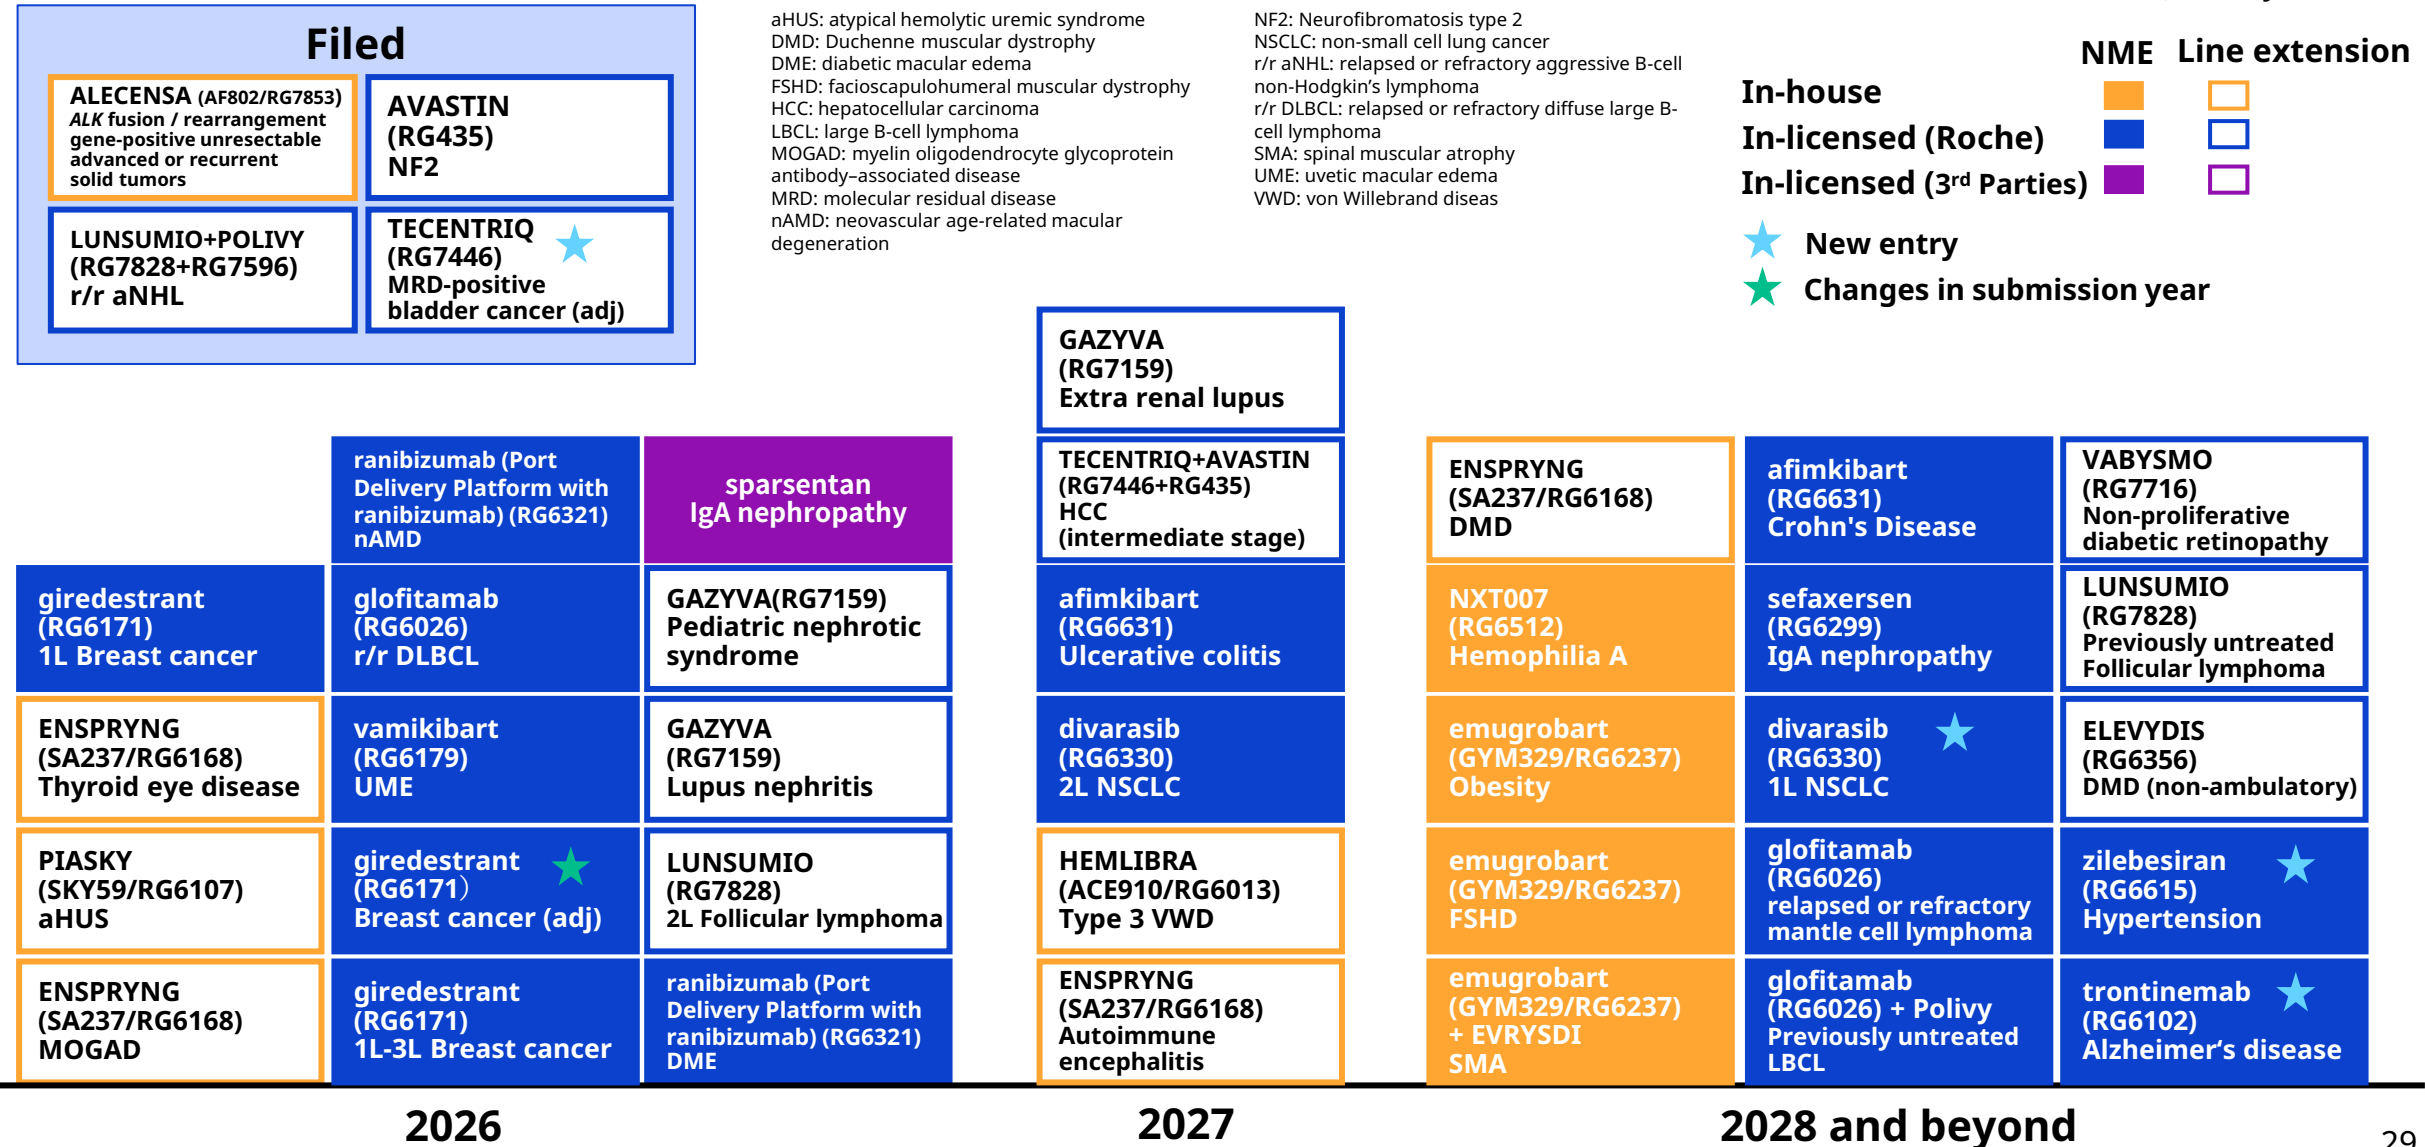 Filed
ALECENSA (AF802/RG7853)
ALK fusion / rearrangement
gene-positive unresectable
advanced or recurrent
solid tumors
AVASTIN
(RG435)
NF2
LUNSUMIO+POLIVY
(RG7828+RG7596)
r/r aNHL
TECENTRIQ
(RG7446)
MRD-positive
bladder cancer (adj)
aHUS: atypical hemolytic uremic syndrome
DMD: Duchenne muscular dystrophy
DME: diabetic macular edema
FSHD: facioscapulohumeral muscular dystrophy
HCC: hepatocellular carcinoma
LBCL: large B-cell lymphoma
MOGAD: myelin oligodendrocyte glycoprotein
antibody–associated disease
MRD: molecular residual disease
nAMD: neovascular age-related macular
degeneration
NF2: Neurofibromatosis type 2
NSCLC: non-small cell lung cancer
r/r aNHL: relapsed or refractory aggressive B-cell
non-Hodgkin’s lymphoma
r/r DLBCL: relapsed or refractory diffuse large B-
cell lymphoma
SMA: spinal muscular atrophy
UME: uvetic macular edema
VWD: von Willebrand diseas
NME Line extension
In-house
In-licensed (Roche)
In-licensed (3rd Parties)
New entry
Changes in submission year
giredestrant
(RG6171)
1L Breast cancer
ENSPRYNG
(SA237/RG6168)
Thyroid eye disease
PIASKY
(SKY59/RG6107)
aHUS
ENSPRYNG
(SA237/RG6168)
MOGAD
ranibizumab (Port
Delivery Platform with
ranibizumab) (RG6321)
nAMD
glofitamab
(RG6026)
r/r DLBCL
vamikibart
(RG6179)
UME
giredestrant
(RG6171）
Breast cancer (adj)
giredestrant
(RG6171)
1L-3L Breast cancer
sparsentan
IgA nephropathy
GAZYVA(RG7159)
Pediatric nephrotic
syndrome
GAZYVA
(RG7159)
Lupus nephritis
LUNSUMIO
(RG7828)
2L Follicular lymphoma
ranibizumab (Port
Delivery Platform with
ranibizumab) (RG6321)
DME
GAZYVA
(RG7159)
Extra renal lupus
TECENTRIQ+AVASTIN
(RG7446+RG435)
HCC
(intermediate stage)
afimkibart
(RG6631)
Ulcerative colitis
divarasib
(RG6330)
2L NSCLC
HEMLIBRA
(ACE910/RG6013)
Type 3 VWD
ENSPRYNG
(SA237/RG6168)
Autoimmune
encephalitis
ENSPRYNG
(SA237/RG6168)
DMD
NXT007
(RG6512)
Hemophilia A
emugrobart
(GYM329/RG6237)
Obesity
emugrobart
(GYM329/RG6237)
FSHD
emugrobart
(GYM329/RG6237)
+ EVRYSDI
SMA
afimkibart
(RG6631)
Crohn's Disease
sefaxersen
(RG6299)
IgA nephropathy
divarasib
(RG6330)
1L NSCLC
glofitamab
(RG6026)
relapsed or refractory
mantle cell lymphoma
glofitamab
(RG6026) + Polivy
Previously untreated
LBCL
VABYSMO
(RG7716)
Non-proliferative
diabetic retinopathy
LUNSUMIO
(RG7828)
Previously untreated
Follicular lymphoma
ELEVYDIS
(RG6356)
DMD (non-ambulatory)
zilebesiran
(RG6615)
Hypertension
trontinemab
(RG6102)
Alzheimer‘s disease
2026
2027
2028 and beyond
29